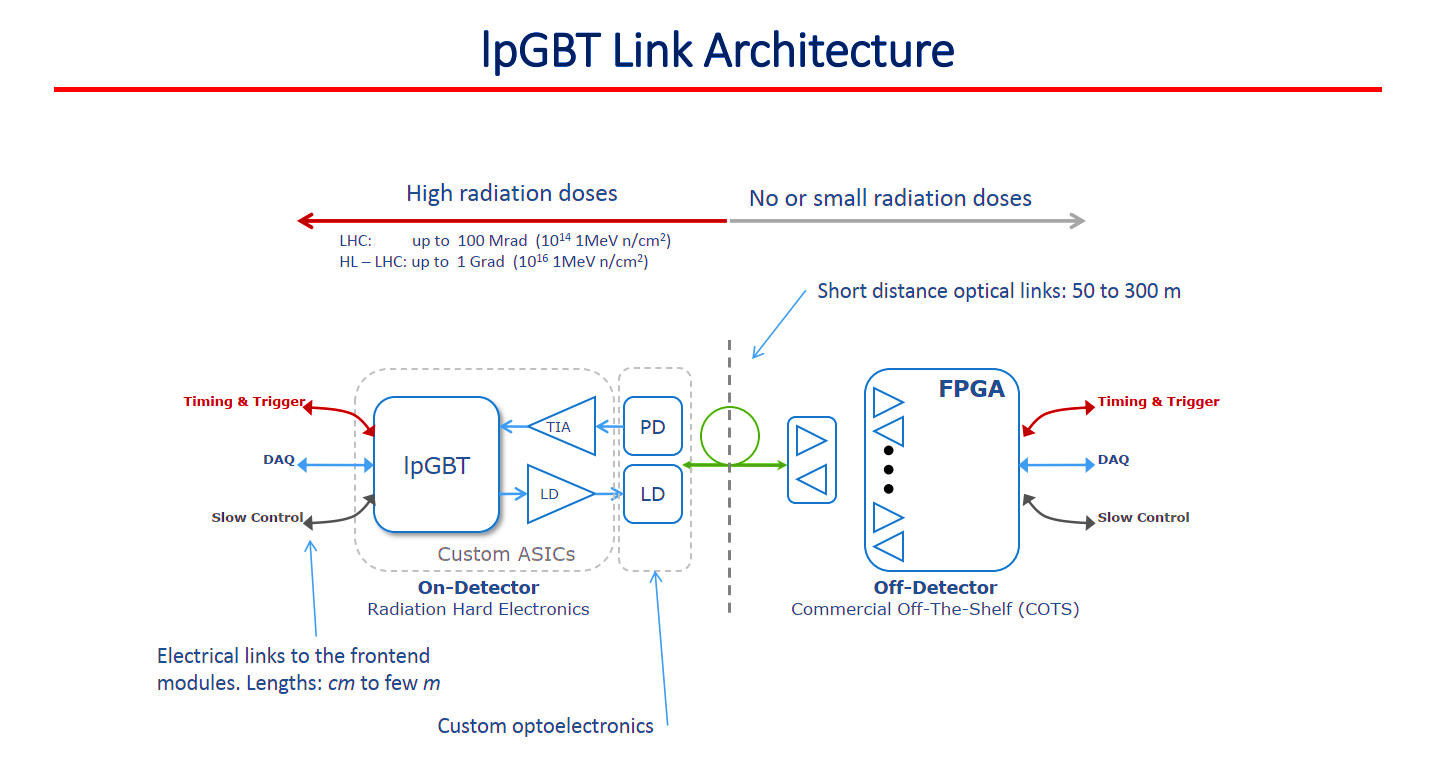 lpGBT Link Architecture
High radiation doses
No or small radiation doses
LHC: up to 100 Mrad (10¹⁴ 1MeV n/cm²)
HL – LHC: up to 1 Grad (10¹⁶ 1MeV n/cm²)
Short distance optical links: 50 to 300 m
FPGA
Timing & Trigger
TIA
PD
Timing & Trigger
DAQ
lpGBT
DAQ
LD
LD
Slow Control
Slow Control
Custom ASICs
On-Detector
Radiation Hard Electronics
Off-Detector
Commercial Off-The-Shelf (COTS)
Electrical links to the frontend
modules. Lengths: cm to few m
Custom optoelectronics